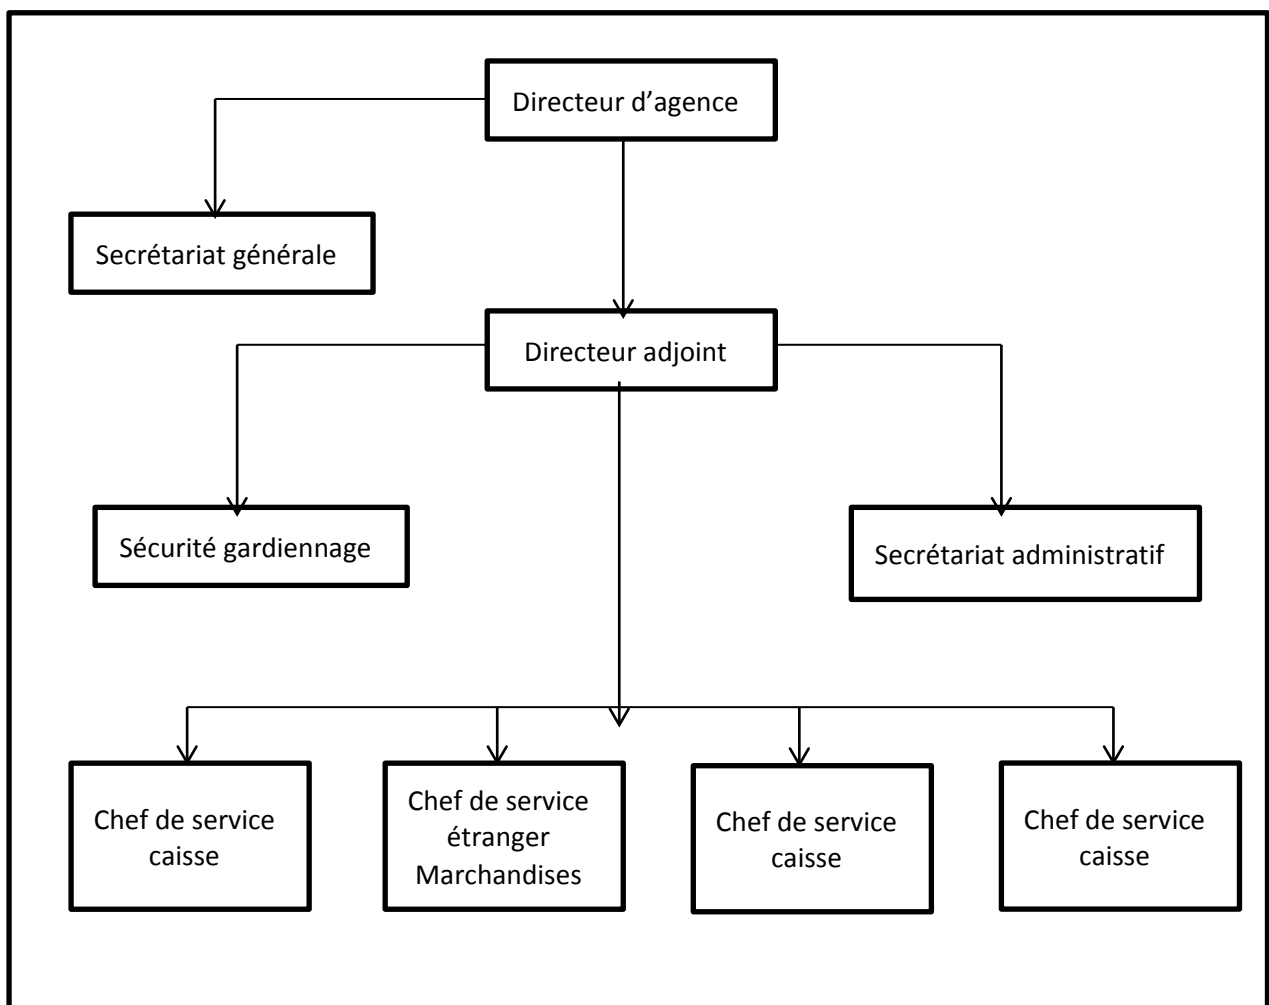 Directeur d’agence
Secrétariat générale
Directeur adjoint
Sécurité gardiennage
Secrétariat administratif
Chef de service
caisse
Chef de service
étranger
Marchandises
Chef de service
caisse
Chef de service
caisse